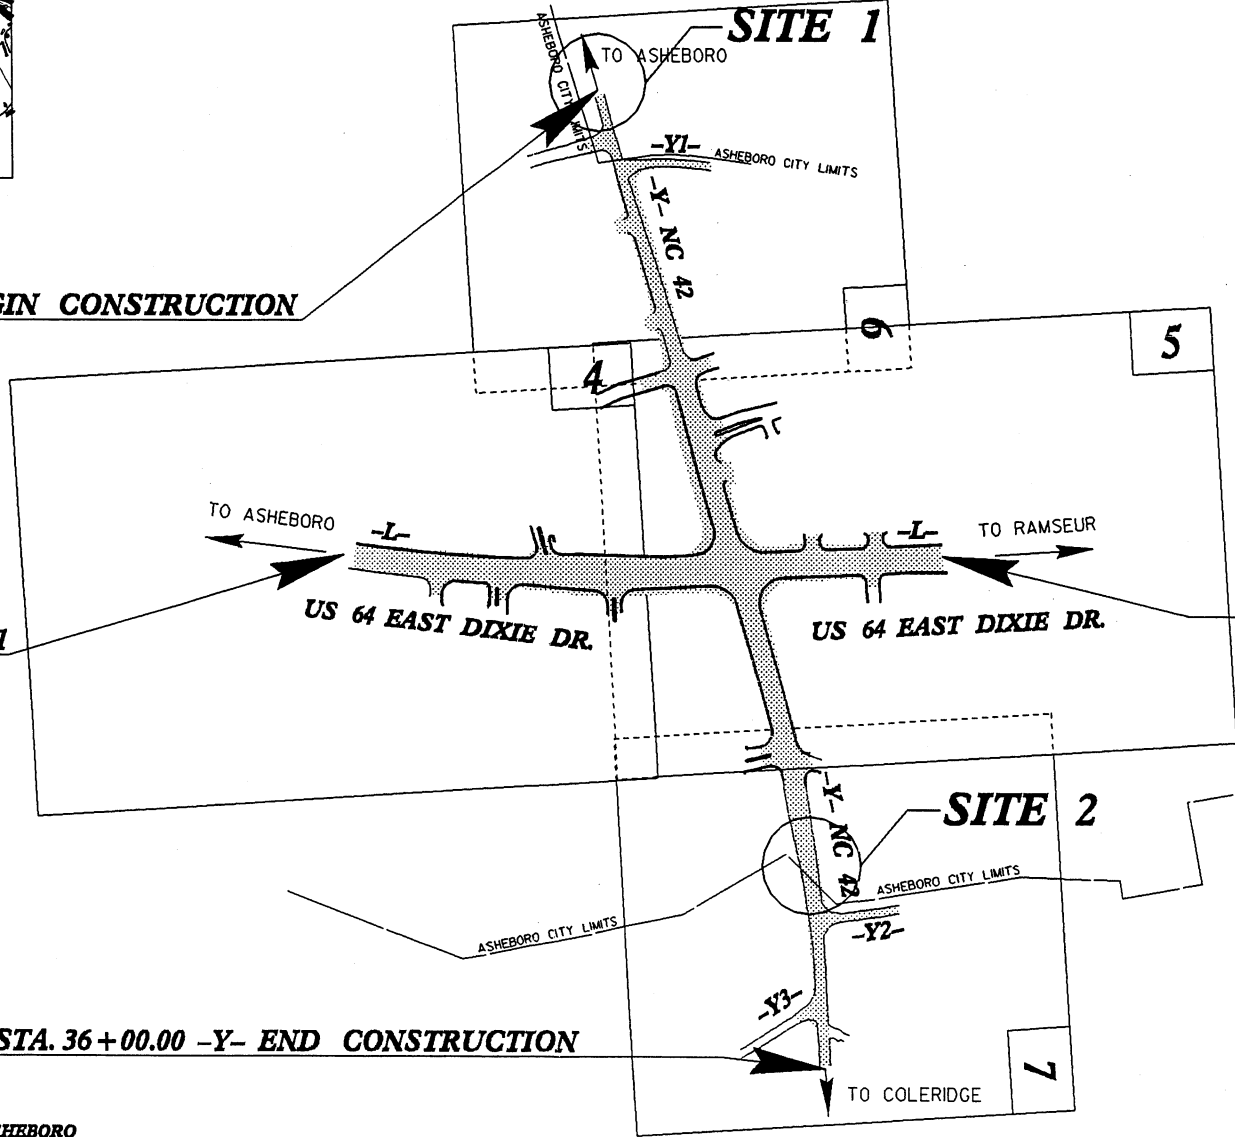 SITE 1
TO ASHEBORO
ASHEBORO CITY LIMITS
-Y1-
ASHEBORO CITY LIMITS
-Y- NC 42
CONSTRUCTION
6
5
4
TO ASHEBORO
-L-
-L-
TO RAMSEUR
US 64 EAST DIXIE DR.
US 64 EAST DIXIE DR.
-Y- NC 42
SITE 2
ASHEBORO CITY LIMITS
ASHEBORO CITY LIMITS
-Y2-
-Y3-
STA. 36+00.00 -Y- END CONSTRUCTION
7
TO COLERIDGE